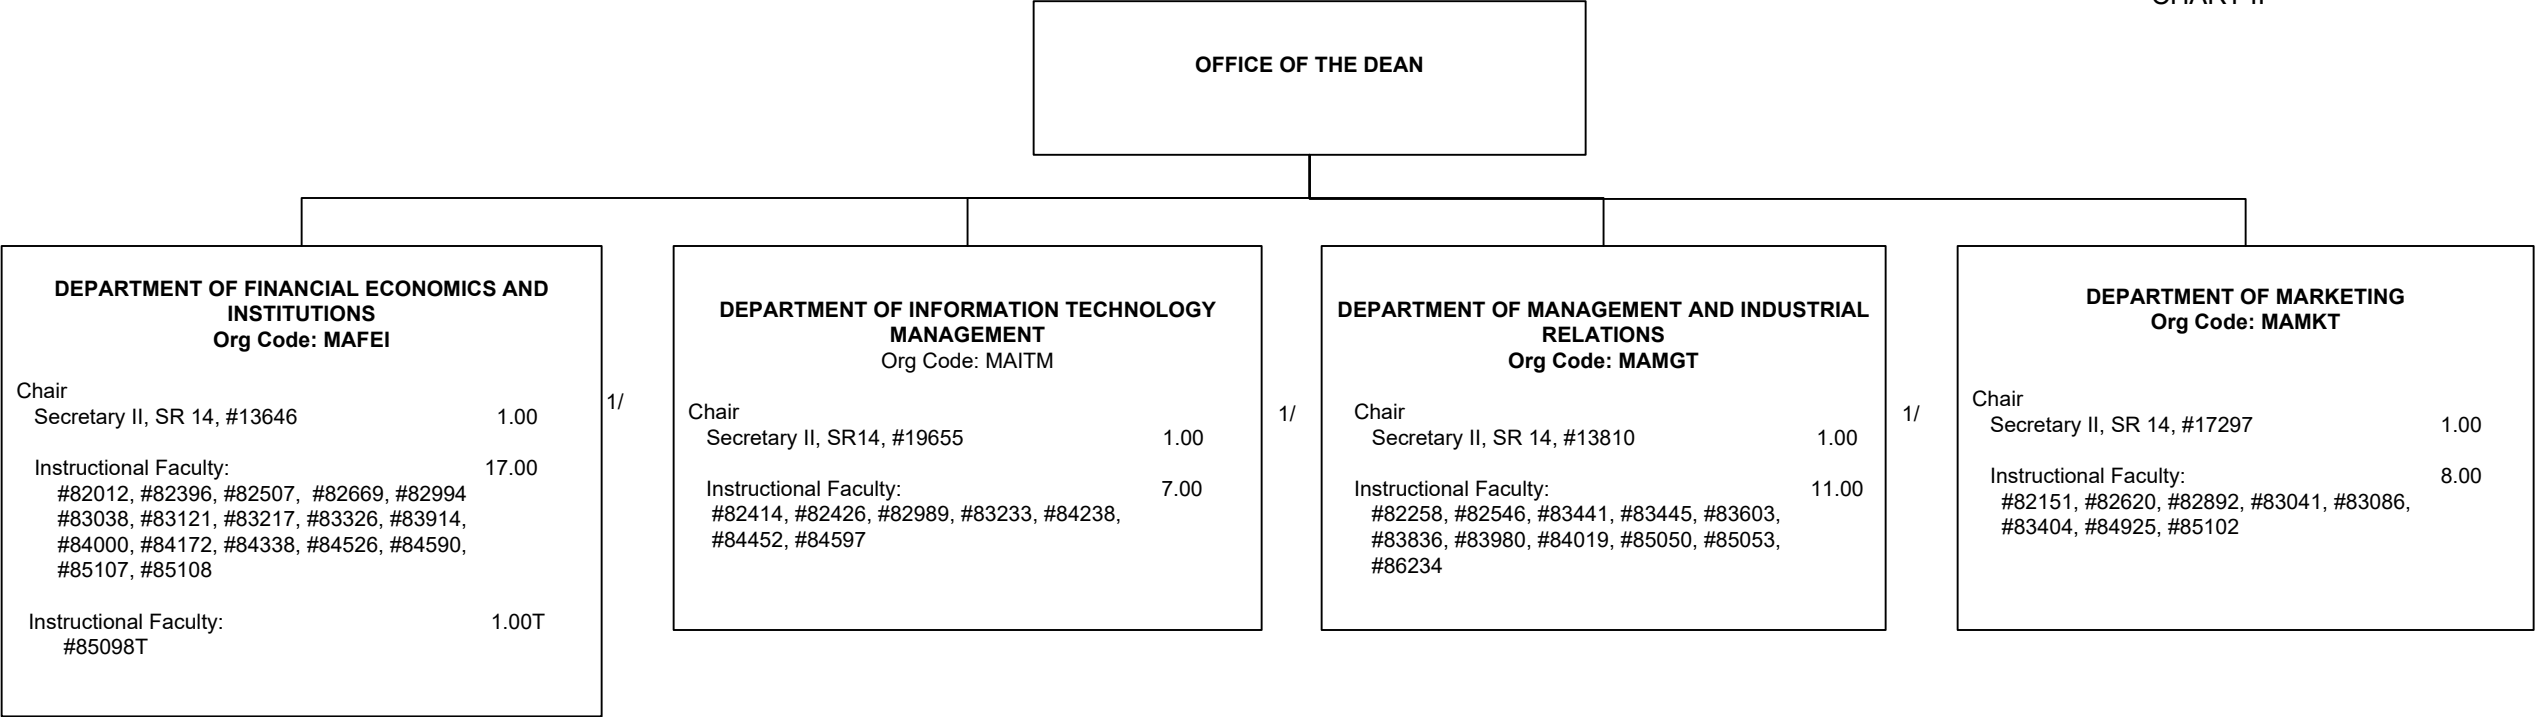 OFFICE OF THE DEAN
DEPARTMENT OF FINANCIAL ECONOMICS AND
INSTITUTIONS
Org Code: MAFEI
Chair
Secretary II, SR 14, #13646 1.00
Instructional Faculty: 17.00
#82012, #82396, #82507, #82669, #82994
#83038, #83121, #83217, #83326, #83914,
#84000, #84172, #84338, #84526, #84590,
#85107, #85108
Instructional Faculty: 1.00T
#85098T
1/
DEPARTMENT OF INFORMATION TECHNOLOGY
MANAGEMENT
Org Code: MAITM
Chair
Secretary II, SR14, #19655 1.00
Instructional Faculty: 7.00
#82414, #82426, #82989, #83233, #84238,
#84452, #84597
1/
DEPARTMENT OF MANAGEMENT AND INDUSTRIAL
RELATIONS
Org Code: MAMGT
Chair
Secretary II, SR 14, #13810 1.00
Instructional Faculty: 11.00
#82258, #82546, #83441, #83445, #83603,
#83836, #83980, #84019, #85050, #85053,
#86234
1/
DEPARTMENT OF MARKETING
Org Code: MAMKT
Chair
Secretary II, SR 14, #17297 1.00
Instructional Faculty: 8.00
#82151, #82620, #82892, #83041, #83086,
#83404, #84925, #85102